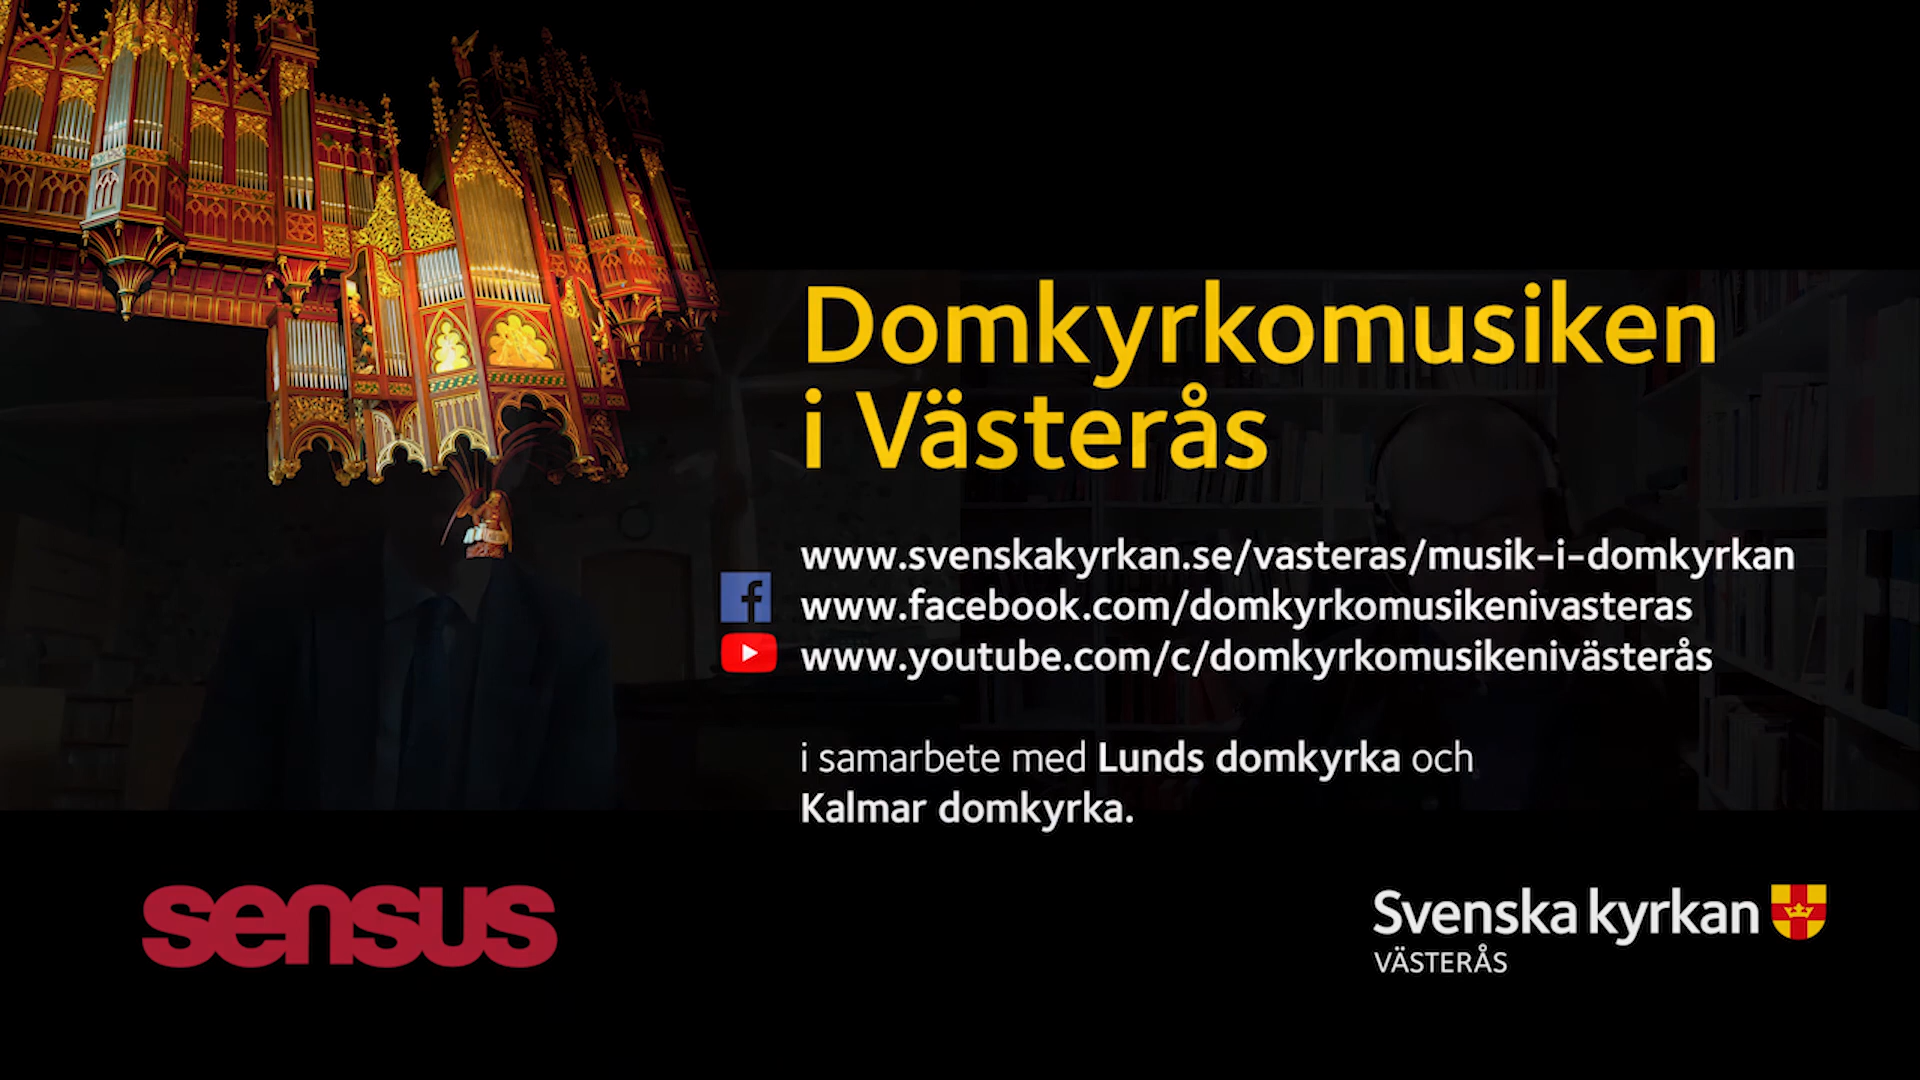 Domkyrkomusiken
i Västerås
www.svenskakyrkan.se/vasteras/musik-i-domkyrkan
www.facebook.com/domkyrkomusikenivasteras
www.youtube.com/c/domkyrkomusikenivästerås
i samarbete med Lunds domkyrka och
Kalmar domkyrka.
sensus
Svenska kyrkan
VÄSTERÅS